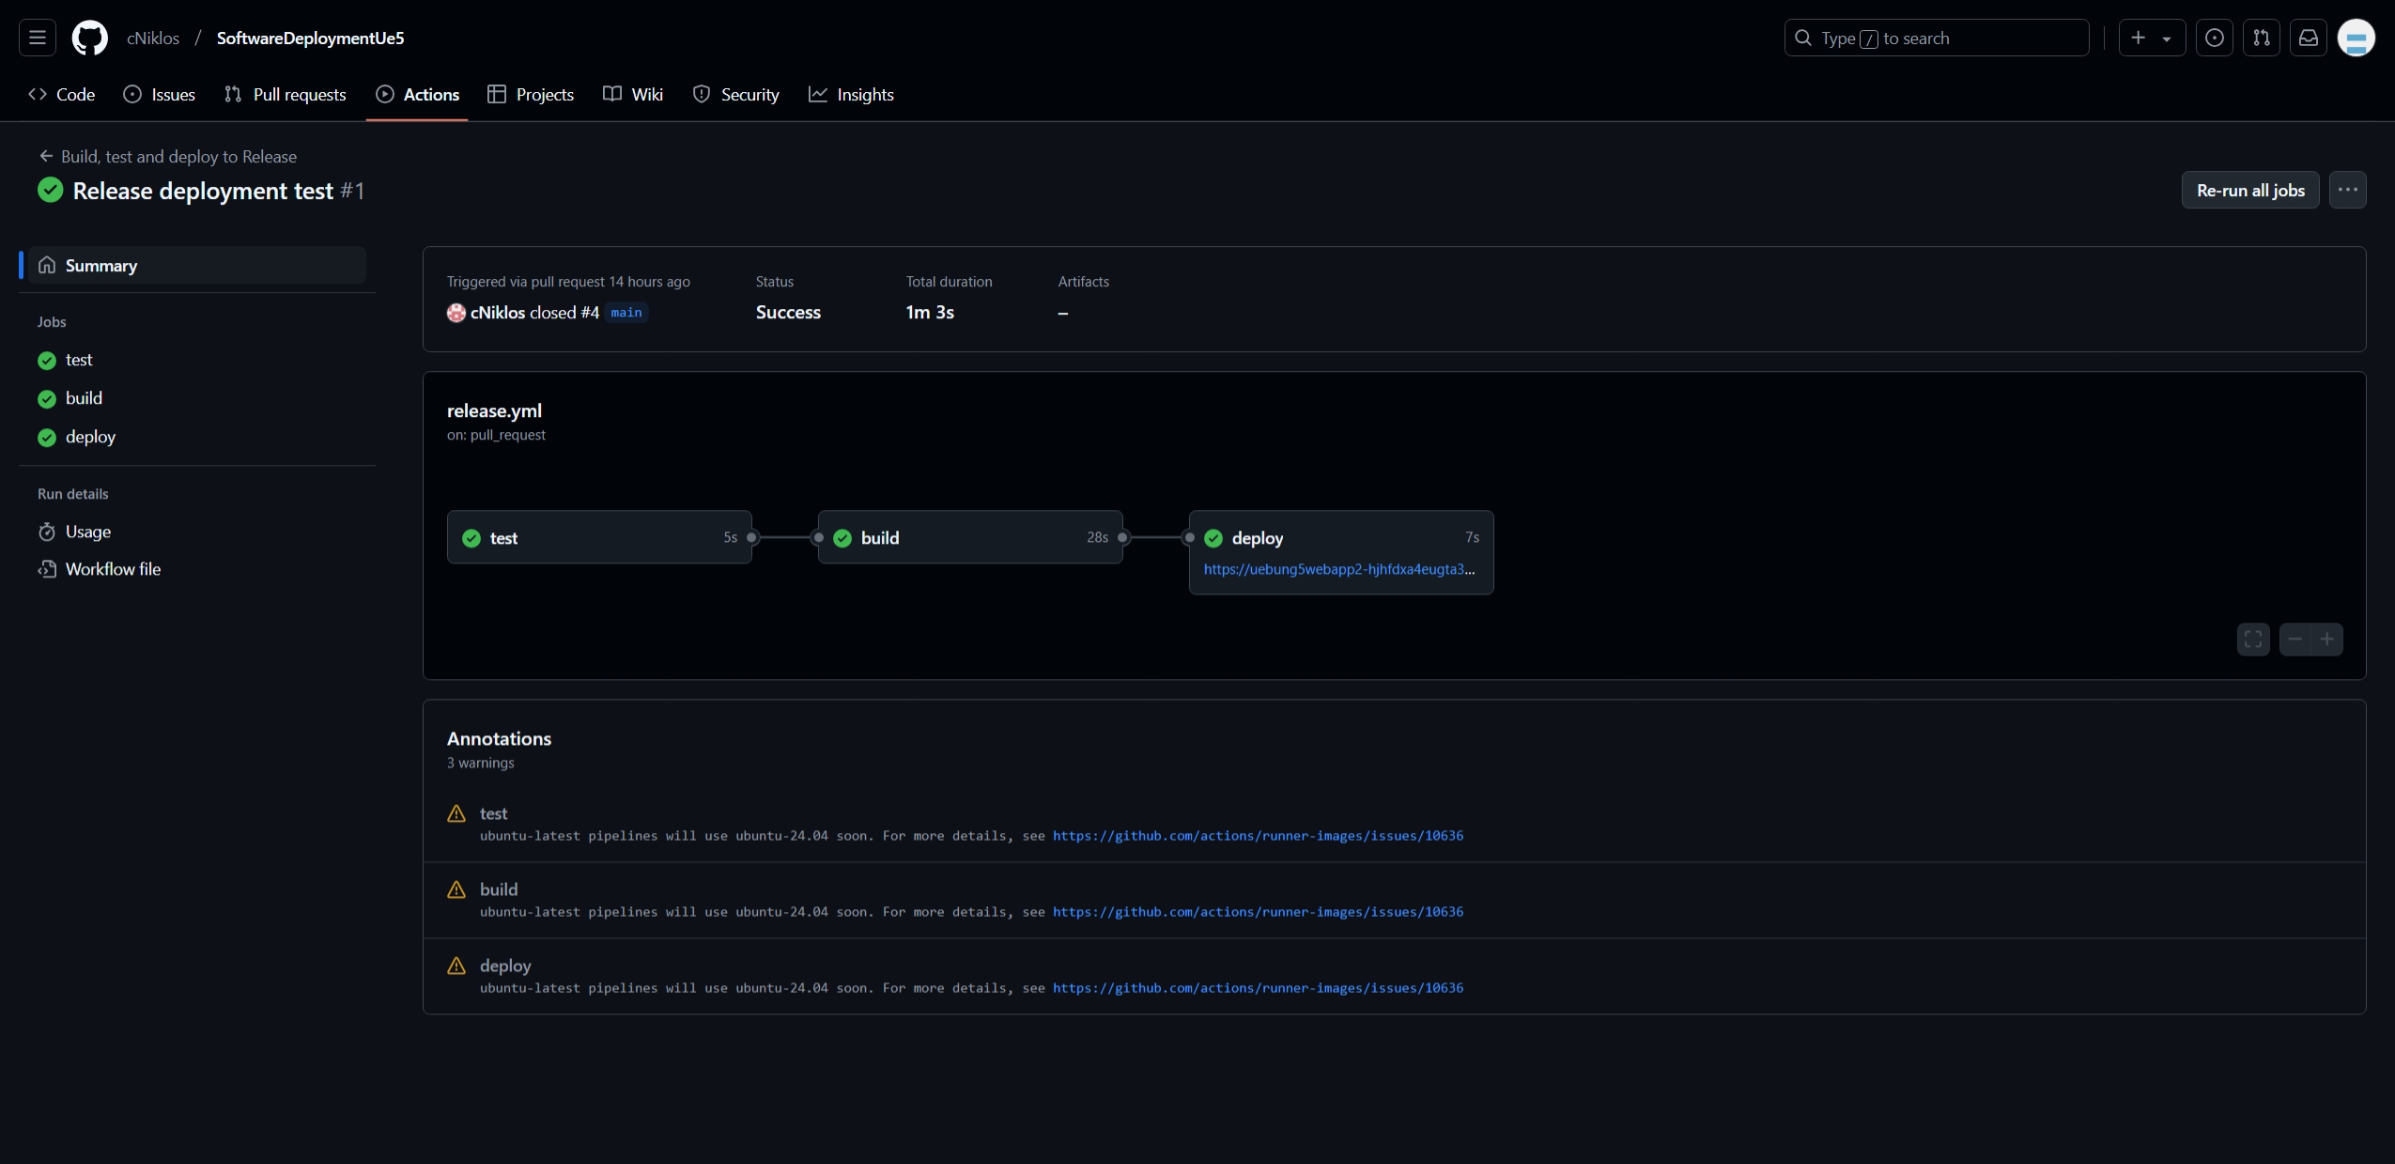 cNiklos / SoftwareDeploymentUe5
Type / to search
Code Issues Pull requests Actions Projects Wiki Security Insights
Build, test and deploy to Release
Release deployment test #1
Re-run all jobs
Summary
Jobs
test
build
deploy
Run details
Usage
Workflow file
Triggered via pull request 14 hours ago
cNiklos closed #4 main
Status
Success
Total duration
1m 3s
Artifacts
–
release.yml
on: pull_request
test 5s
build 28s
deploy 7s
https://uebung5webapp2-hjhfdxa4eugta3...
Annotations
3 warnings
test
ubuntu-latest pipelines will use ubuntu-24.04 soon. For more details, see https://github.com/actions/runner-images/issues/10636
build
ubuntu-latest pipelines will use ubuntu-24.04 soon. For more details, see https://github.com/actions/runner-images/issues/10636
deploy
ubuntu-latest pipelines will use ubuntu-24.04 soon. For more details, see https://github.com/actions/runner-images/issues/10636